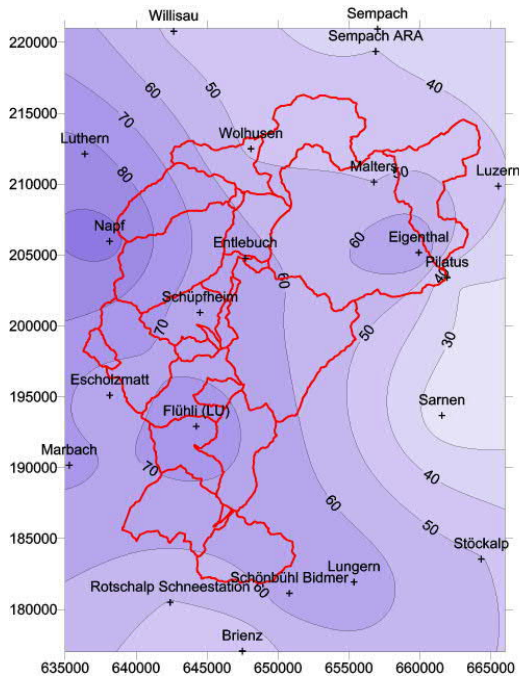 Willisau
Sempach
220000
Sempach ARA
40
60
50
215000
40
70
Wolhusen
Luthern
Malters
50
Luzern
210000
80
Napf
60
Eigenthal
205000
Entlebuch
Pilatus
40
60
Schüpfheim
200000
70
50
30
195000
Escholzmatt
Flühli (LU)
Sarnen
Marbach
190000
70
40
60
50
185000
Stöckalp
Lungern
Schönbühl Bidmer
Rotschalp Schneestation
60
180000
Brienz
635000 640000 645000 650000 655000 660000 665000